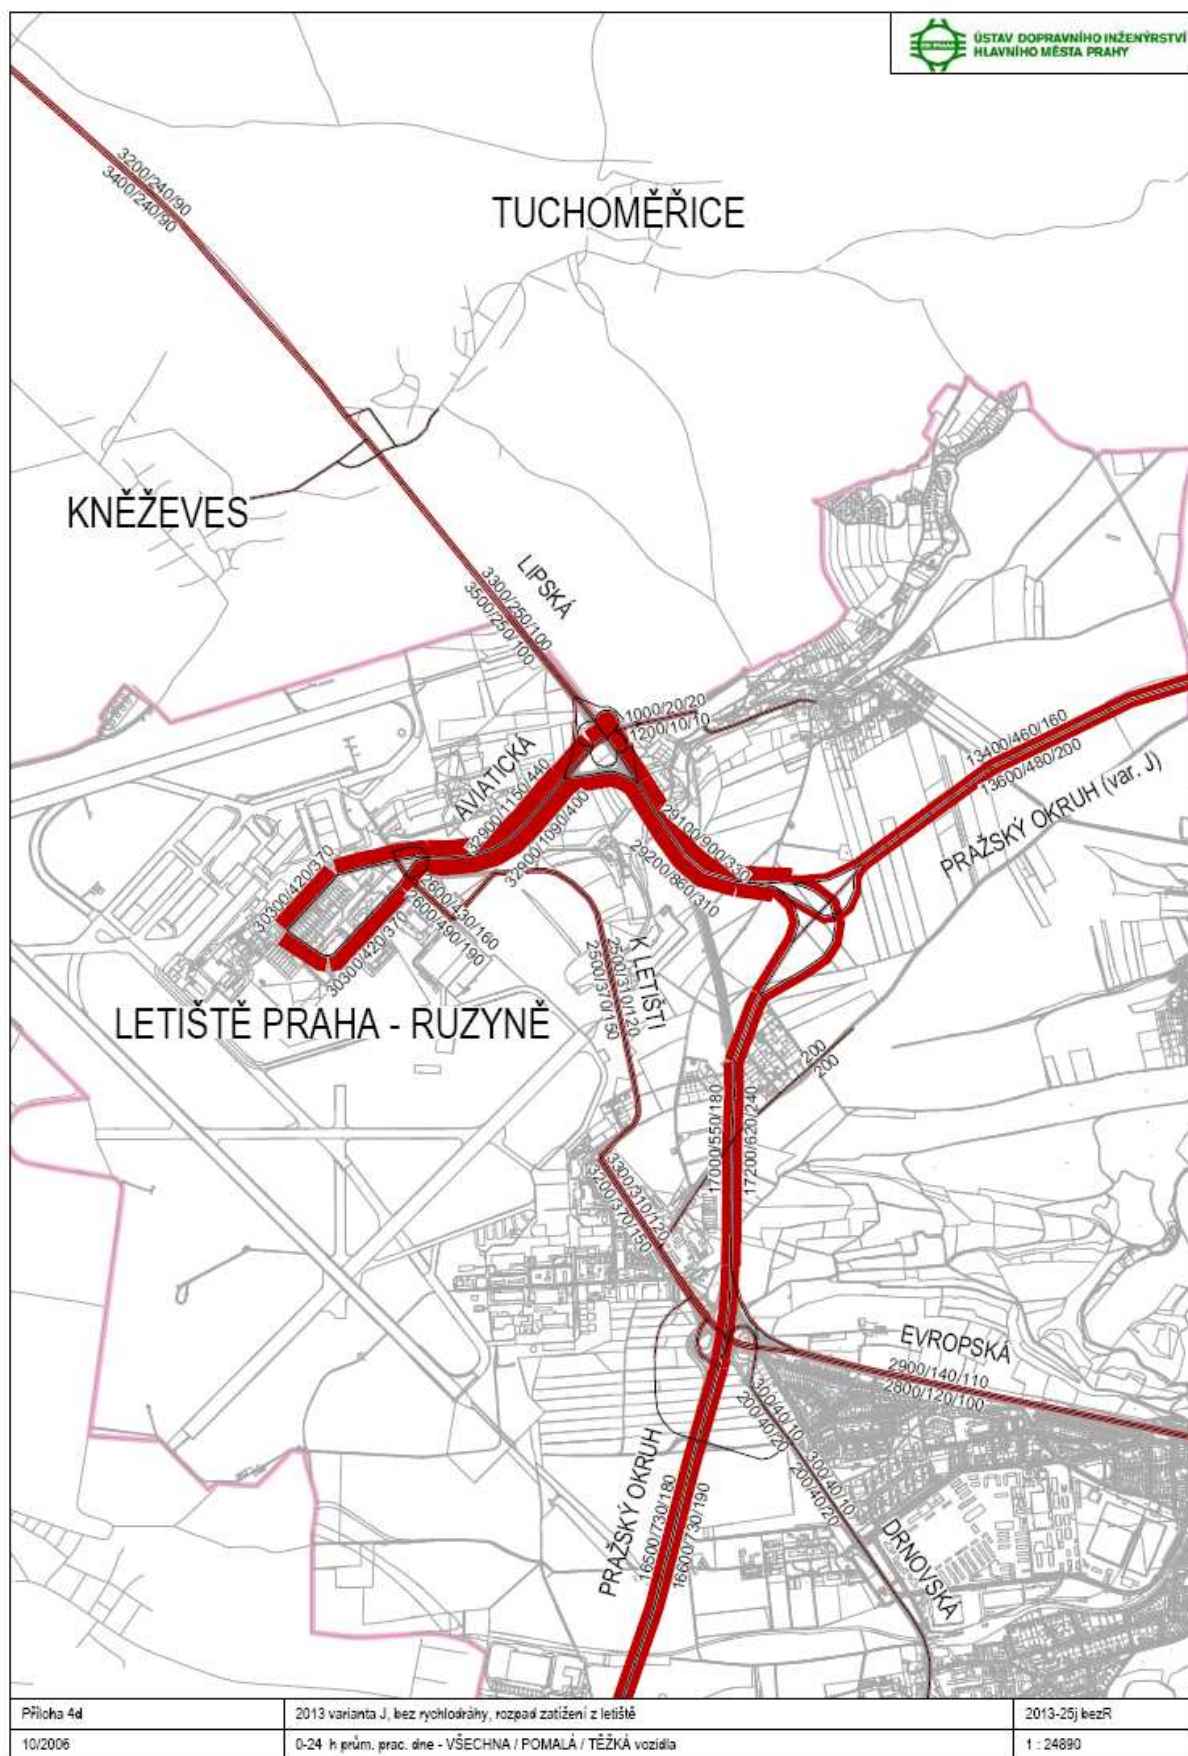 ÚSTAV DOPRAVNÍHO INŽENÝRSTVÍ
HLAVNÍHO MĚSTA PRAHY
3200/240/90
3400/240/90
TUCHOMĚŘICE
KNĚŽEVES
LIPSKÁ
3300/250/100
3500/250/100
1000/20/20
1200/10/10
13400/460/160
13600/480/200
PRAŽSKÝ OKRUH (var. J)
AVIATICKÁ
32900/1150/440
32900/1090/400
29100/900/330
29200/860/310
30300/420/370
30300/420/370
2600/430/160
2600/490/190
K LETIŠTI
2500/310/120
2500/370/150
LETIŠTĚ PRAHA - RUZYNĚ
200
200
17000/550/180
17200/620/240
3300/310/120
3200/370/150
EVROPSKÁ
2900/140/110
2800/120/100
300/40/10
200/40/20
300/40/10
200/40/20
PRAŽSKÝ OKRUH
16500/730/180
16600/730/190
DRNOVSKÁ
Příloha 4d
2013 varianta J, bez rychlodráhy, rozpad zatížení z letiště
2013-25j bezR
10/2006
0-24 h prům. prac. dne - VŠECHNA / POMALÁ / TĚŽKÁ vozidla
1 : 24890